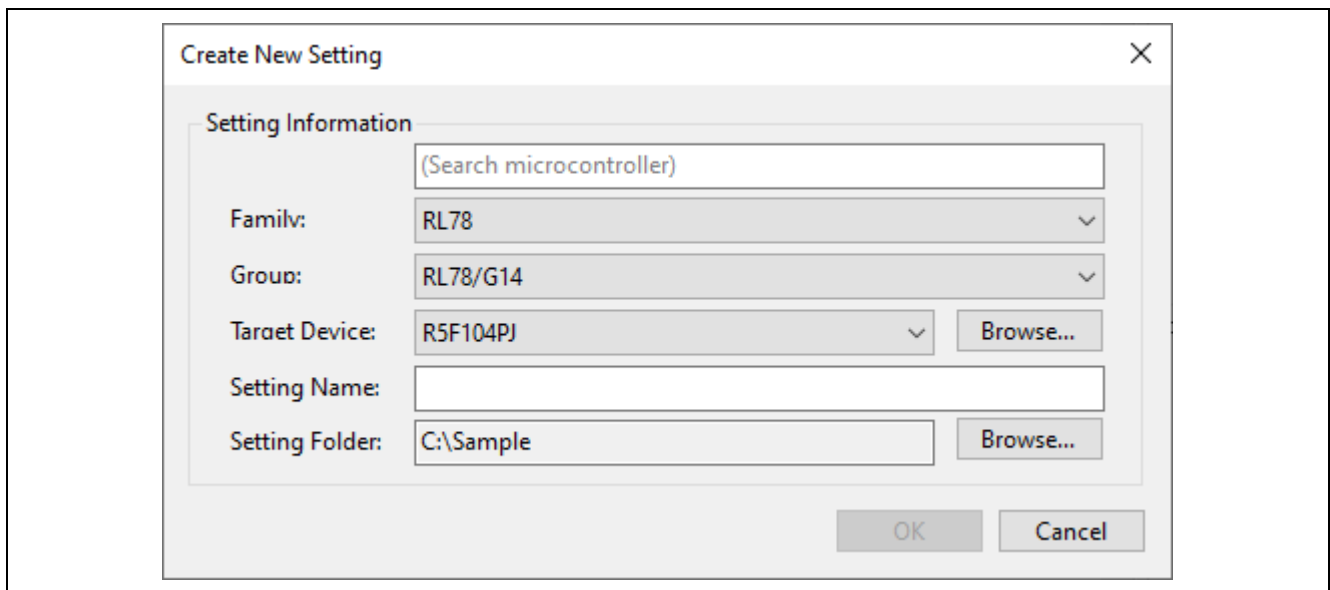 Create New Setting
Setting Information
(Search microcontroller)
Family: RL78
Group: RL78/G14
Target Device: R5F104PJ Browse...
Setting Name:
Setting Folder: C:\Sample Browse...
OK Cancel